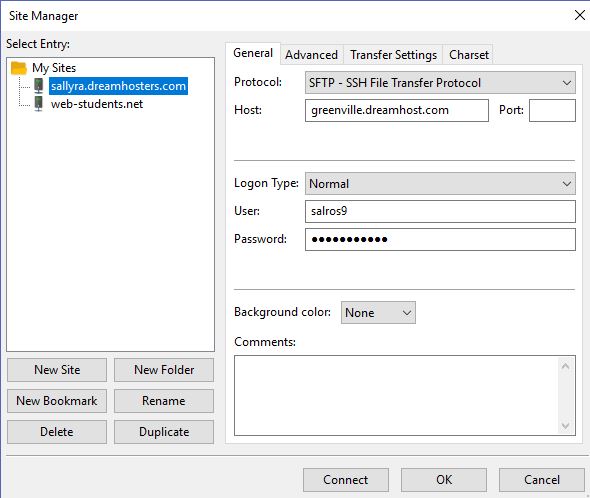 Site Manager
Select Entry:
My Sites
sallyra.dreamhosters.com
web-students.net
New Site New Folder
New Bookmark Rename
Delete Duplicate
General Advanced Transfer Settings Charset
Protocol: SFTP - SSH File Transfer Protocol
Host: greenville.dreamhost.com Port:
Logon Type: Normal
User: salros9
Password: ●●●●●●●●●●●
Background color: None
Comments:
Connect OK Cancel